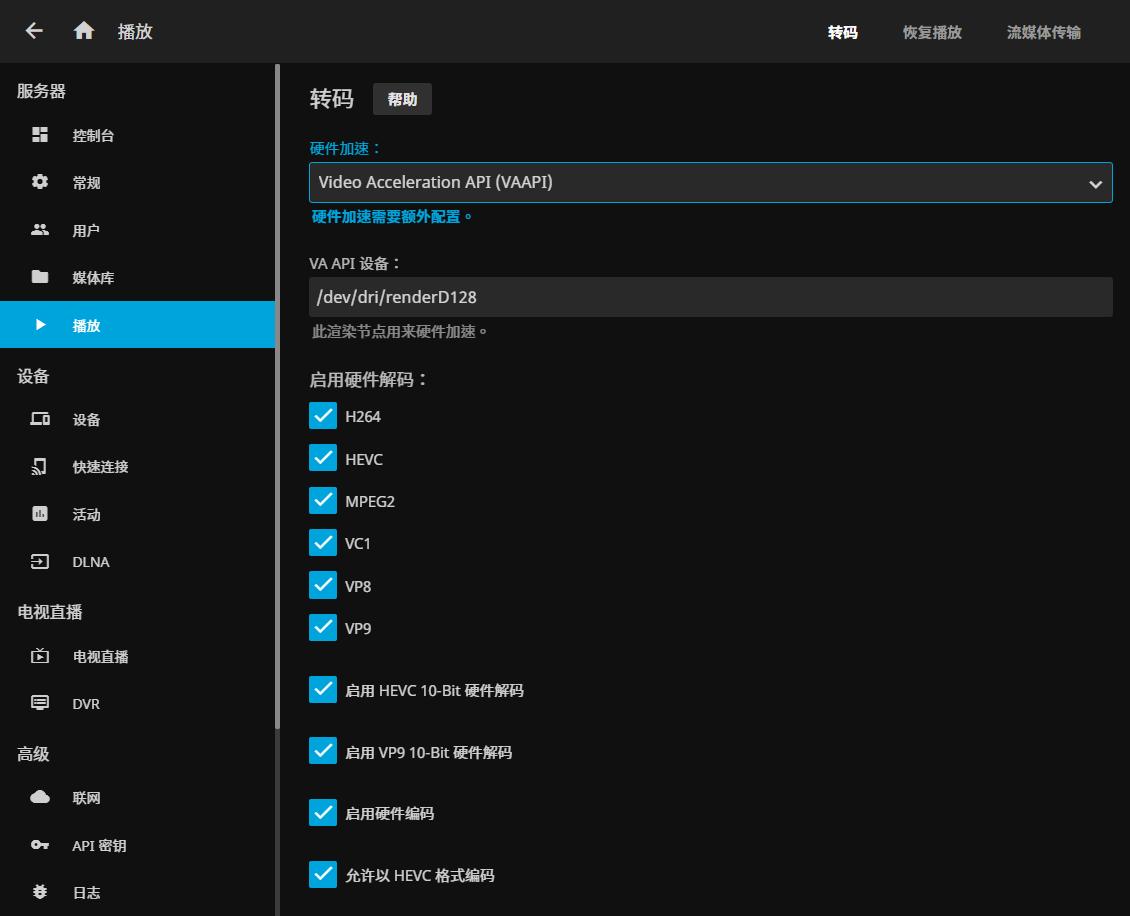 播放
转码
恢复播放
流媒体传输
服务器
控制台
常规
用户
媒体库
播放
设备
设备
快速连接
活动
DLNA
电视直播
电视直播
DVR
高级
联网
API 密钥
日志
转码
帮助
硬件加速：
Video Acceleration API (VAAPI)
硬件加速需要额外配置。
VA API 设备：
/dev/dri/renderD128
此渲染节点用来硬件加速。
启用硬件解码：
H264
HEVC
MPEG2
VC1
VP8
VP9
启用 HEVC 10-Bit 硬件解码
启用 VP9 10-Bit 硬件解码
启用硬件编码
允许以 HEVC 格式编码